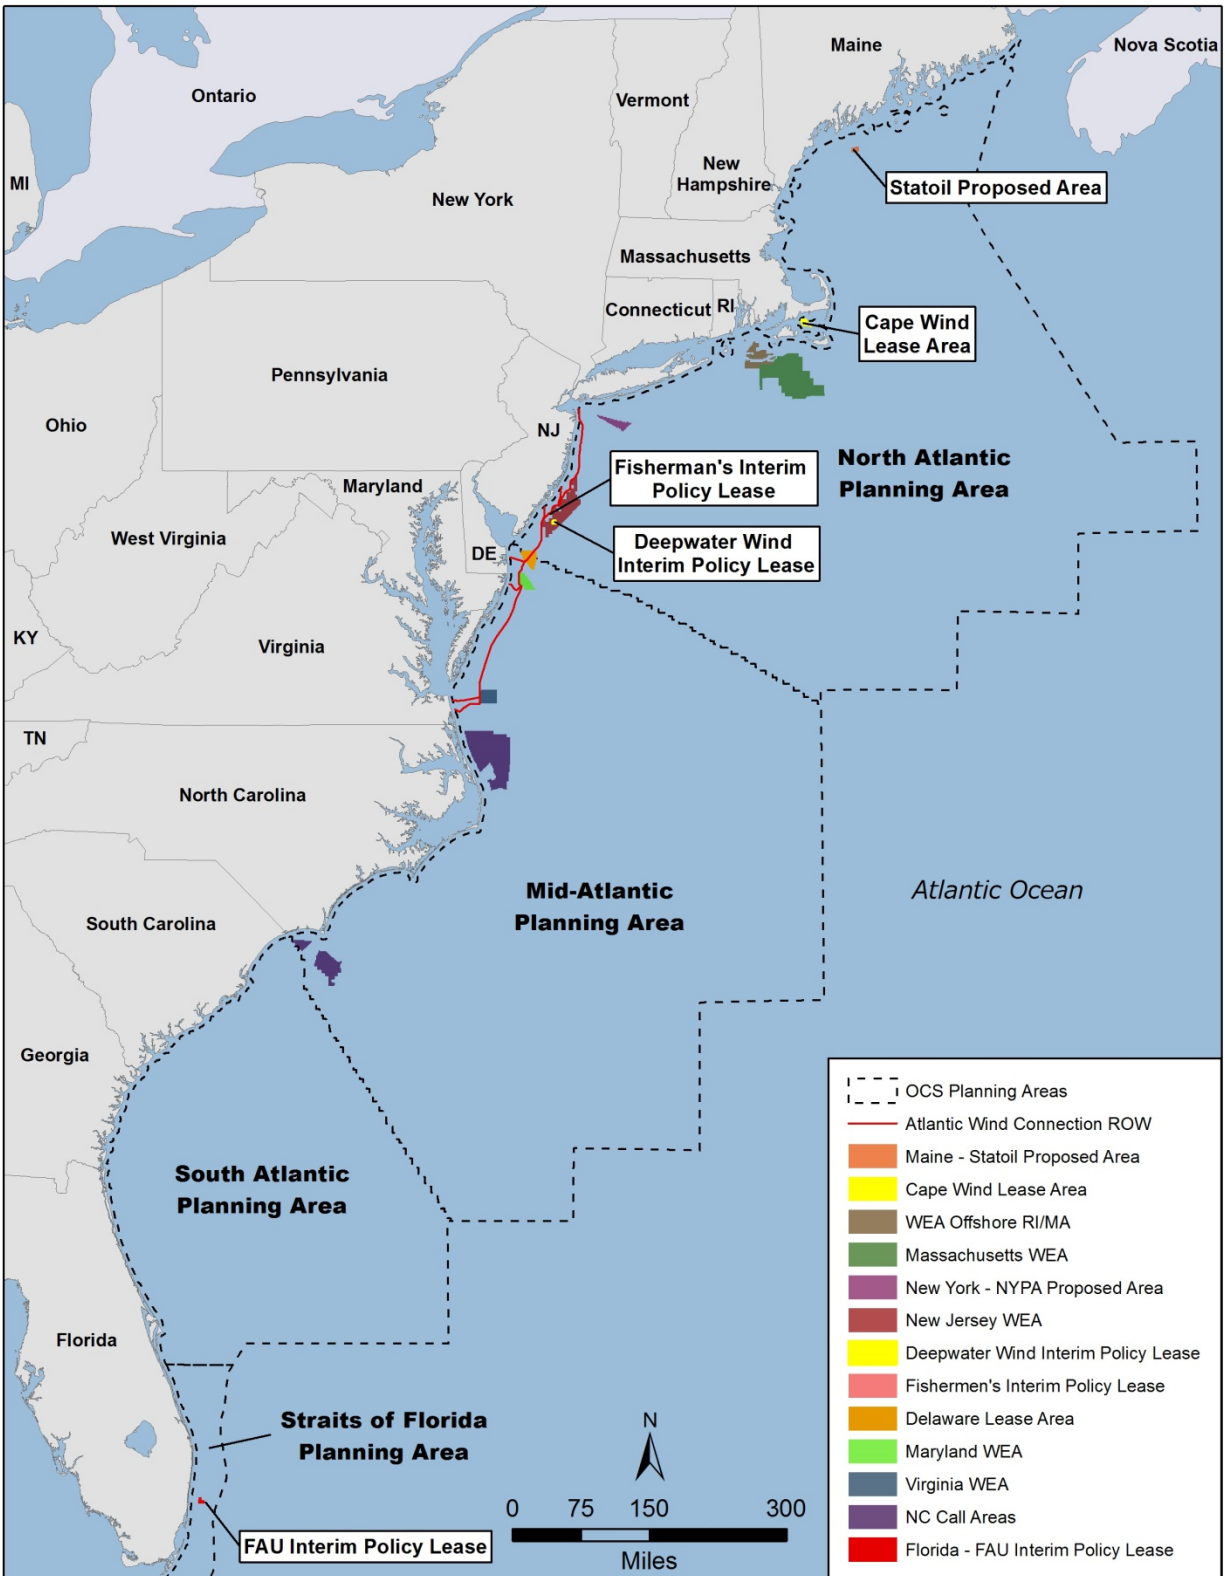 Maine
Nova Scotia
Ontario
Vermont
MI
New
Hampshire
New York
Statoil Proposed Area
Massachusetts
Connecticut
RI
Cape Wind
Lease Area
Pennsylvania
Ohio
NJ
North Atlantic
Planning Area
Fisherman's Interim
Policy Lease
Maryland
West Virginia
DE
Deepwater Wind
Interim Policy Lease
KY
Virginia
TN
North Carolina
Mid-Atlantic
Planning Area
Atlantic Ocean
South Carolina
Georgia
South Atlantic
Planning Area
Florida
Straits of Florida
Planning Area
FAU Interim Policy Lease
N
0 75 150 300
Miles
OCS Planning Areas
Atlantic Wind Connection ROW
Maine - Statoil Proposed Area
Cape Wind Lease Area
WEA Offshore RI/MA
Massachusetts WEA
New York - NYPA Proposed Area
New Jersey WEA
Deepwater Wind Interim Policy Lease
Fishermen's Interim Policy Lease
Delaware Lease Area
Maryland WEA
Virginia WEA
NC Call Areas
Florida - FAU Interim Policy Lease